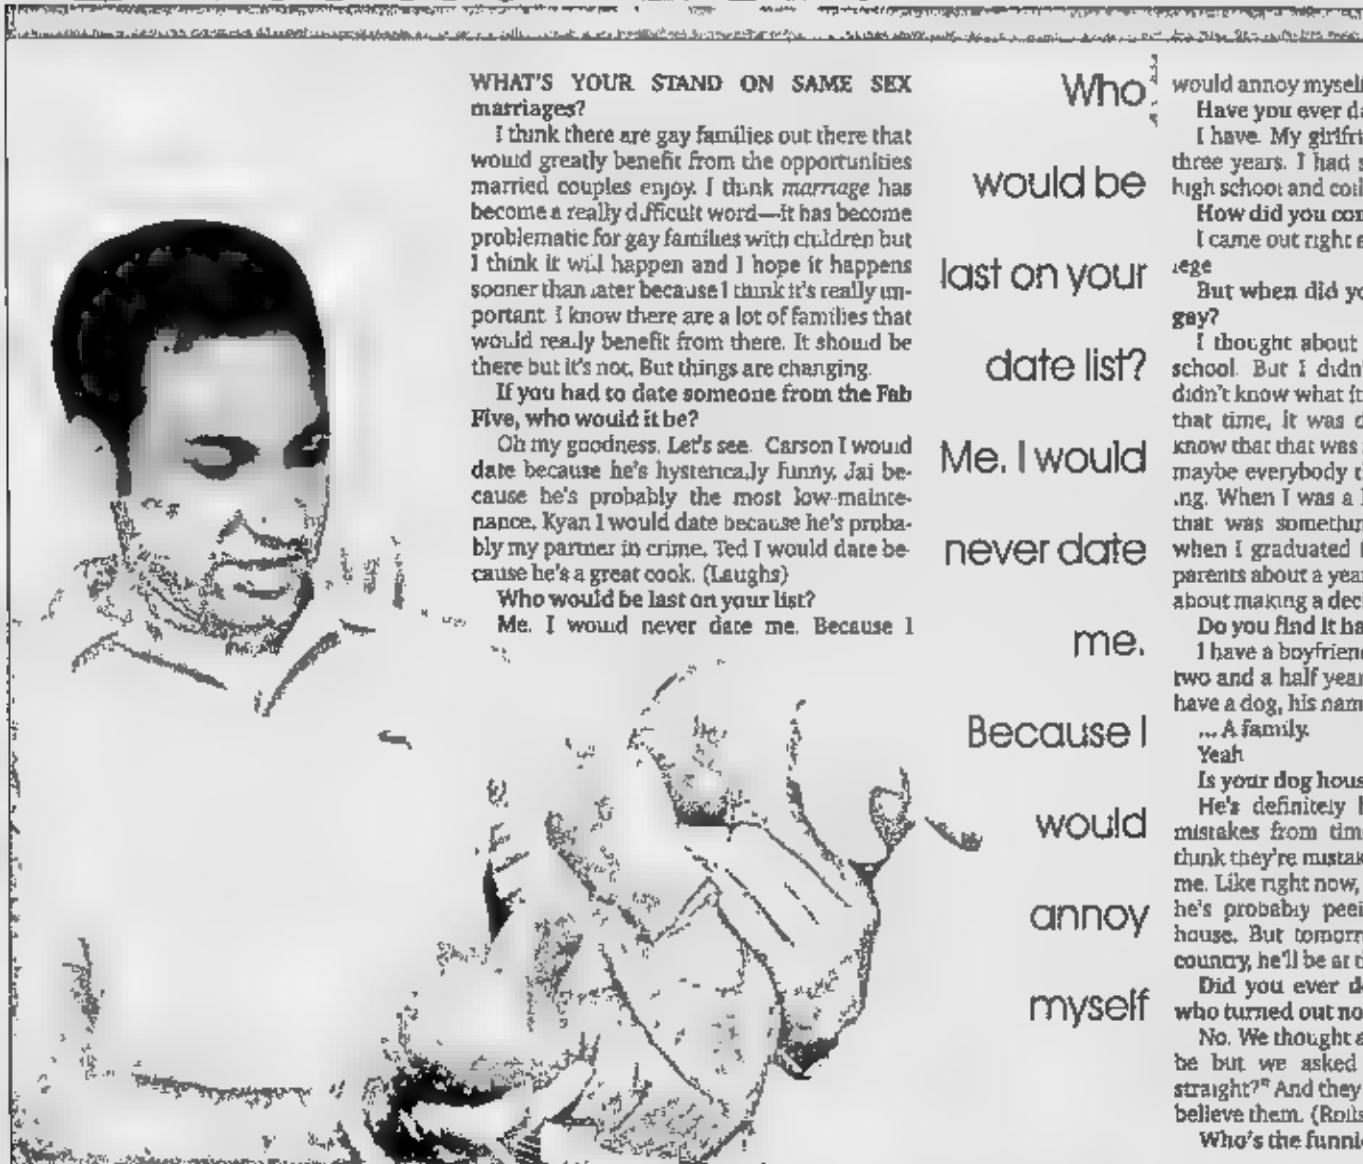 WHAT'S YOUR STAND ON SAME SEX
marriages?
I think there are gay families out there that
would greatly benefit from the opportunities
married couples enjoy. I think marriage has
become a really difficult word—it has become
problematic for gay families with children but
I think it will happen and I hope it happens
sooner than later because I think it's really im-
portant. I know there are a lot of families that
would really benefit from there. It should be
there but it's not. But things are changing.
If you had to date someone from the Fab
Five, who would it be?
Oh my goodness. Let's see. Carson I would
date because he's hysterically funny. Jai be-
cause he's probably the most low-mainte-
nance. Kyan I would date because he's proba-
bly my partner in crime. Ted I would date be-
cause he's a great cook. (Laughs)
Who would be last on your list?
Me. I would never date me. Because I
Who
would be
last on your
date list?
Me. I would
never date
me.
Because I
would
annoy
myself
would annoy myself
Have you ever da
I have. My girlfri
three years. I had s
high school and coll
How did you con
I came out right a
lege
But when did yo
gay?
I thought about
school. But I didn'
didn't know what it
that time, it was d
know that that was
maybe everybody
ing. When I was a
that was somethin
when I graduated
parents about a year
about making a dec
Do you find it ha
I have a boyfriend
two and a half year
have a dog, his nam
... A family.
Yeah
Is your dog hous
He's definitely
mistakes from tim
think they're mistak
me. Like right now,
he's probably peei
house. But tomorr
country, he'll be at t
Did you ever d
who turned out no
No. We thought a
be but we asked
straight?" And they
believe them. (Rolls
Who's the funni